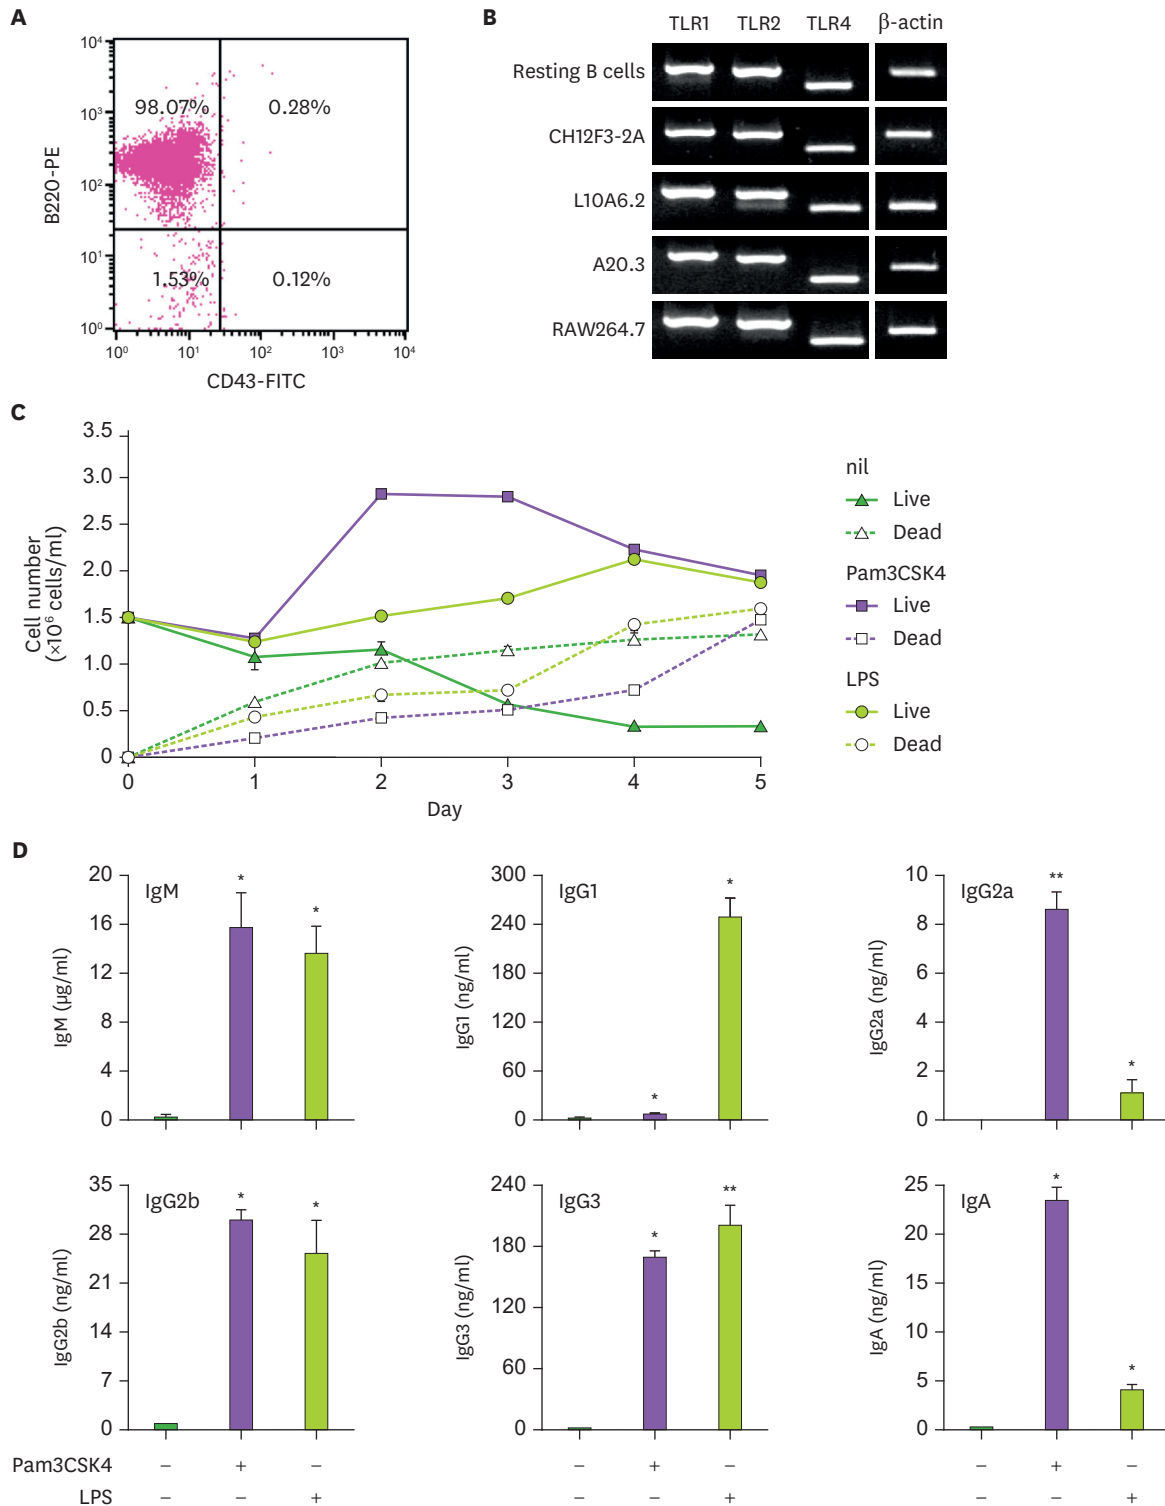 A
B220-PE
10⁴
10³
10²
10¹
10⁰
98.07%
0.28%
1.53%
0.12%
10⁰ 10¹ 10² 10³ 10⁴
CD43-FITC
B
TLR1 TLR2 TLR4 β-actin
Resting B cells
CH12F3-2A
L10A6.2
A20.3
RAW264.7
C
Cell number
(×10⁶ cells/ml)
3.5
3.0
2.5
2.0
1.5
1.0
0.5
0
0 1 2 3 4 5
Day
nil
Live
Dead
Pam3CSK4
Live
Dead
LPS
Live
Dead
D
IgM
IgM (µg/ml)
20
16
12
8
4
0
*
*
IgG1
IgG1 (ng/ml)
300
240
180
120
60
0
*
*
IgG2a
IgG2a (ng/ml)
10
8
6
4
2
0
**
*
IgG2b
IgG2b (ng/ml)
35
28
21
14
7
0
*
*
IgG3
IgG3 (ng/ml)
240
180
120
60
0
*
**
IgA
IgA (ng/ml)
25
20
15
10
5
0
*
*
Pam3CSK4 − + − − + − − + −
LPS − − + − − + − − +